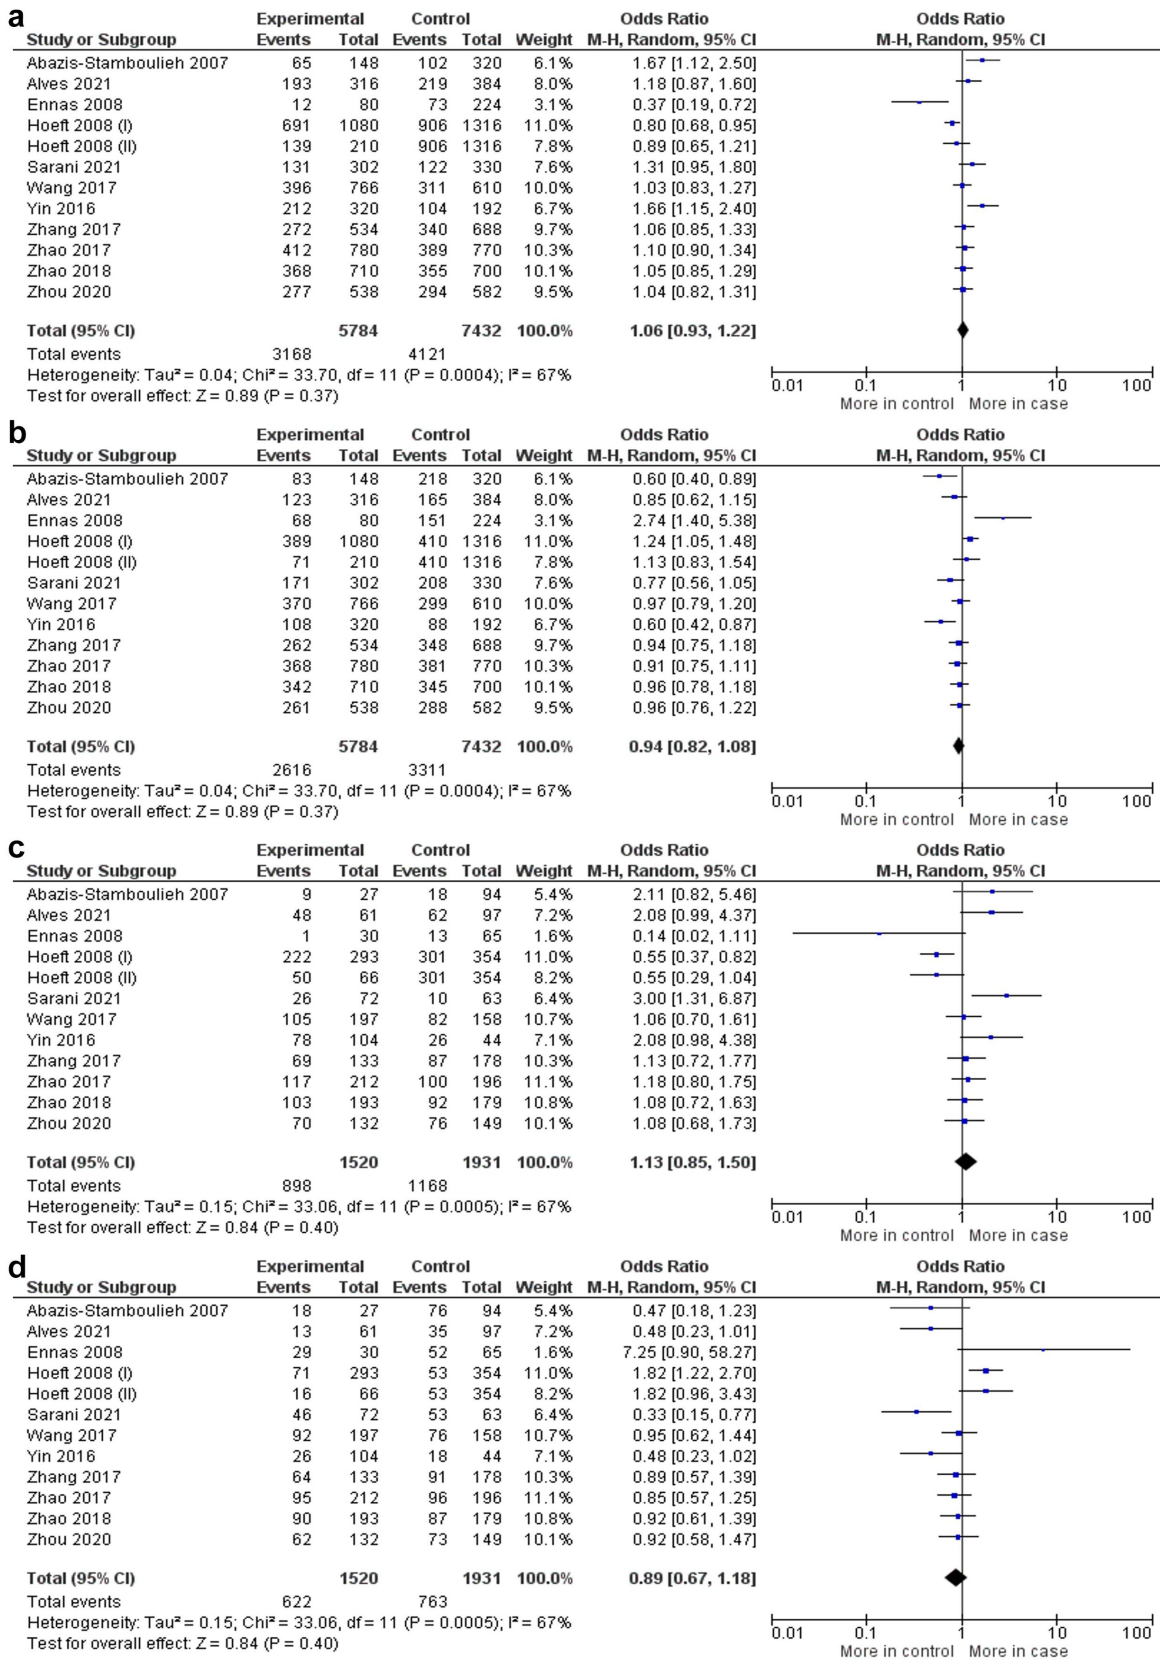 a
Experimental Control Odds Ratio Odds Ratio
Study or Subgroup Events Total Events Total Weight M-H, Random, 95% CI M-H, Random, 95% CI
Abazis-Stamboulieh 2007 65 148 102 320 6.1% 1.67 [1.12, 2.50]
Alves 2021 193 316 219 384 8.0% 1.18 [0.87, 1.60]
Ennas 2008 12 80 73 224 3.1% 0.37 [0.19, 0.72]
Hoeft 2008 (I) 691 1080 906 1316 11.0% 0.80 [0.68, 0.95]
Hoeft 2008 (II) 139 210 906 1316 7.8% 0.89 [0.65, 1.21]
Sarani 2021 131 302 122 330 7.6% 1.31 [0.95, 1.80]
Wang 2017 396 766 311 610 10.0% 1.03 [0.83, 1.27]
Yin 2016 212 320 104 192 6.7% 1.66 [1.15, 2.40]
Zhang 2017 272 534 340 688 9.7% 1.06 [0.85, 1.33]
Zhao 2017 412 780 389 770 10.3% 1.10 [0.90, 1.34]
Zhao 2018 368 710 355 700 10.1% 1.05 [0.85, 1.29]
Zhou 2020 277 538 294 582 9.5% 1.04 [0.82, 1.31]
Total (95% CI) 5784 7432 100.0% 1.06 [0.93, 1.22]
Total events 3168 4121
Heterogeneity: Tau² = 0.04; Chi² = 33.70, df = 11 (P = 0.0004); I² = 67%
Test for overall effect: Z = 0.89 (P = 0.37)
0.01 0.1 1 10 100
More in control More in case
b
Experimental Control Odds Ratio Odds Ratio
Study or Subgroup Events Total Events Total Weight M-H, Random, 95% CI M-H, Random, 95% CI
Abazis-Stamboulieh 2007 83 148 218 320 6.1% 0.60 [0.40, 0.89]
Alves 2021 123 316 165 384 8.0% 0.85 [0.62, 1.15]
Ennas 2008 68 80 151 224 3.1% 2.74 [1.40, 5.38]
Hoeft 2008 (I) 389 1080 410 1316 11.0% 1.24 [1.05, 1.48]
Hoeft 2008 (II) 71 210 410 1316 7.8% 1.13 [0.83, 1.54]
Sarani 2021 171 302 208 330 7.6% 0.77 [0.56, 1.05]
Wang 2017 370 766 299 610 10.0% 0.97 [0.79, 1.20]
Yin 2016 108 320 88 192 6.7% 0.60 [0.42, 0.87]
Zhang 2017 262 534 348 688 9.7% 0.94 [0.75, 1.18]
Zhao 2017 368 780 381 770 10.3% 0.91 [0.75, 1.11]
Zhao 2018 342 710 345 700 10.1% 0.96 [0.78, 1.18]
Zhou 2020 261 538 288 582 9.5% 0.96 [0.76, 1.22]
Total (95% CI) 5784 7432 100.0% 0.94 [0.82, 1.08]
Total events 2616 3311
Heterogeneity: Tau² = 0.04; Chi² = 33.70, df = 11 (P = 0.0004); I² = 67%
Test for overall effect: Z = 0.89 (P = 0.37)
0.01 0.1 1 10 100
More in control More in case
c
Experimental Control Odds Ratio Odds Ratio
Study or Subgroup Events Total Events Total Weight M-H, Random, 95% CI M-H, Random, 95% CI
Abazis-Stamboulieh 2007 9 27 18 94 5.4% 2.11 [0.82, 5.46]
Alves 2021 48 61 62 97 7.2% 2.08 [0.99, 4.37]
Ennas 2008 1 30 13 65 1.6% 0.14 [0.02, 1.11]
Hoeft 2008 (I) 222 293 301 354 11.0% 0.55 [0.37, 0.82]
Hoeft 2008 (II) 50 66 301 354 8.2% 0.55 [0.29, 1.04]
Sarani 2021 26 72 10 63 6.4% 3.00 [1.31, 6.87]
Wang 2017 105 197 82 158 10.7% 1.06 [0.70, 1.61]
Yin 2016 78 104 26 44 7.1% 2.08 [0.98, 4.38]
Zhang 2017 69 133 87 178 10.3% 1.13 [0.72, 1.77]
Zhao 2017 117 212 100 196 11.1% 1.18 [0.80, 1.75]
Zhao 2018 103 193 92 179 10.8% 1.08 [0.72, 1.63]
Zhou 2020 70 132 76 149 10.1% 1.08 [0.68, 1.73]
Total (95% CI) 1520 1931 100.0% 1.13 [0.85, 1.50]
Total events 898 1168
Heterogeneity: Tau² = 0.15; Chi² = 33.06, df = 11 (P = 0.0005); I² = 67%
Test for overall effect: Z = 0.84 (P = 0.40)
0.01 0.1 1 10 100
More in control More in case
d
Experimental Control Odds Ratio Odds Ratio
Study or Subgroup Events Total Events Total Weight M-H, Random, 95% CI M-H, Random, 95% CI
Abazis-Stamboulieh 2007 18 27 76 94 5.4% 0.47 [0.18, 1.23]
Alves 2021 13 61 35 97 7.2% 0.48 [0.23, 1.01]
Ennas 2008 29 30 52 65 1.6% 7.25 [0.90, 58.27]
Hoeft 2008 (I) 71 293 53 354 11.0% 1.82 [1.22, 2.70]
Hoeft 2008 (II) 16 66 53 354 8.2% 1.82 [0.96, 3.43]
Sarani 2021 46 72 53 63 6.4% 0.33 [0.15, 0.77]
Wang 2017 92 197 76 158 10.7% 0.95 [0.62, 1.44]
Yin 2016 26 104 18 44 7.1% 0.48 [0.23, 1.02]
Zhang 2017 64 133 91 178 10.3% 0.89 [0.57, 1.39]
Zhao 2017 95 212 96 196 11.1% 0.85 [0.57, 1.25]
Zhao 2018 90 193 87 179 10.8% 0.92 [0.61, 1.39]
Zhou 2020 62 132 73 149 10.1% 0.92 [0.58, 1.47]
Total (95% CI) 1520 1931 100.0% 0.89 [0.67, 1.18]
Total events 622 763
Heterogeneity: Tau² = 0.15; Chi² = 33.06, df = 11 (P = 0.0005); I² = 67%
Test for overall effect: Z = 0.84 (P = 0.40)
0.01 0.1 1 10 100
More in control More in case